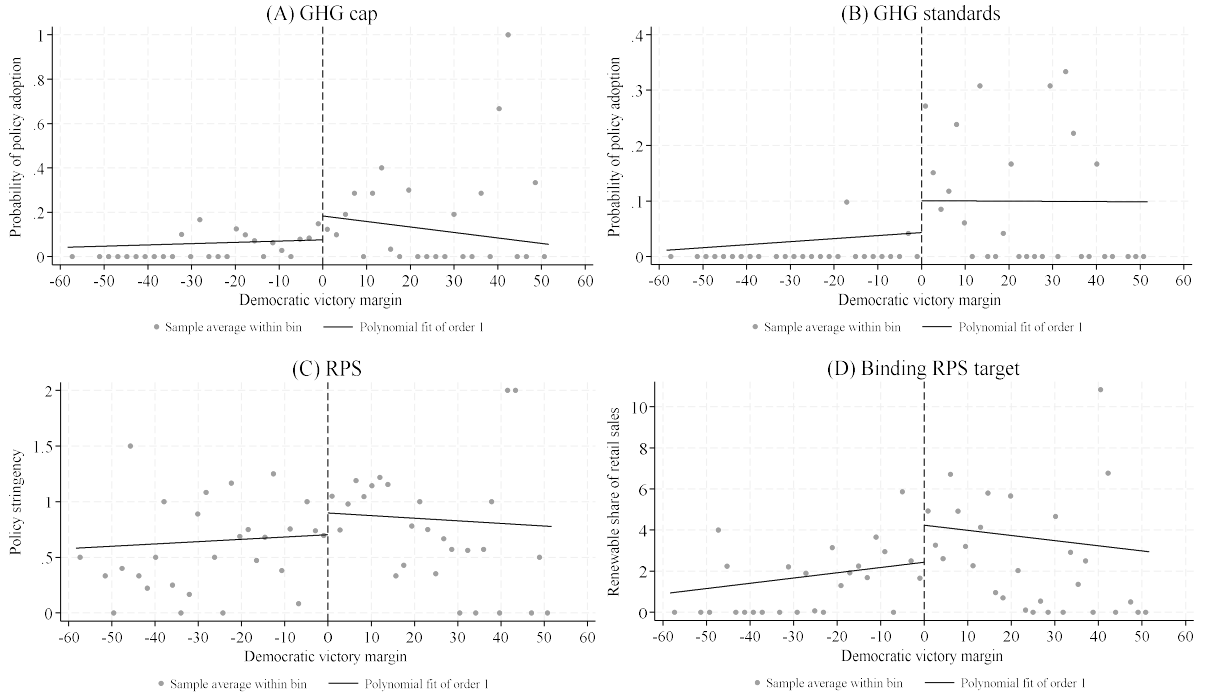 (A) GHG cap
Probability of policy adoption
1
.8
.6
.4
.2
0
-60 -50 -40 -30 -20 -10 0 10 20 30 40 50 60
Democratic victory margin
Sample average within bin Polynomial fit of order 1
(B) GHG standards
Probability of policy adoption
.4
.3
.2
.1
0
-60 -50 -40 -30 -20 -10 0 10 20 30 40 50 60
Democratic victory margin
Sample average within bin Polynomial fit of order 1
(C) RPS
Policy stringency
2
1.5
1
.5
0
-60 -50 -40 -30 -20 -10 0 10 20 30 40 50 60
Democratic victory margin
Sample average within bin Polynomial fit of order 1
(D) Binding RPS target
Renewable share of retail sales
10
8
6
4
2
0
-60 -50 -40 -30 -20 -10 0 10 20 30 40 50 60
Democratic victory margin
Sample average within bin Polynomial fit of order 1